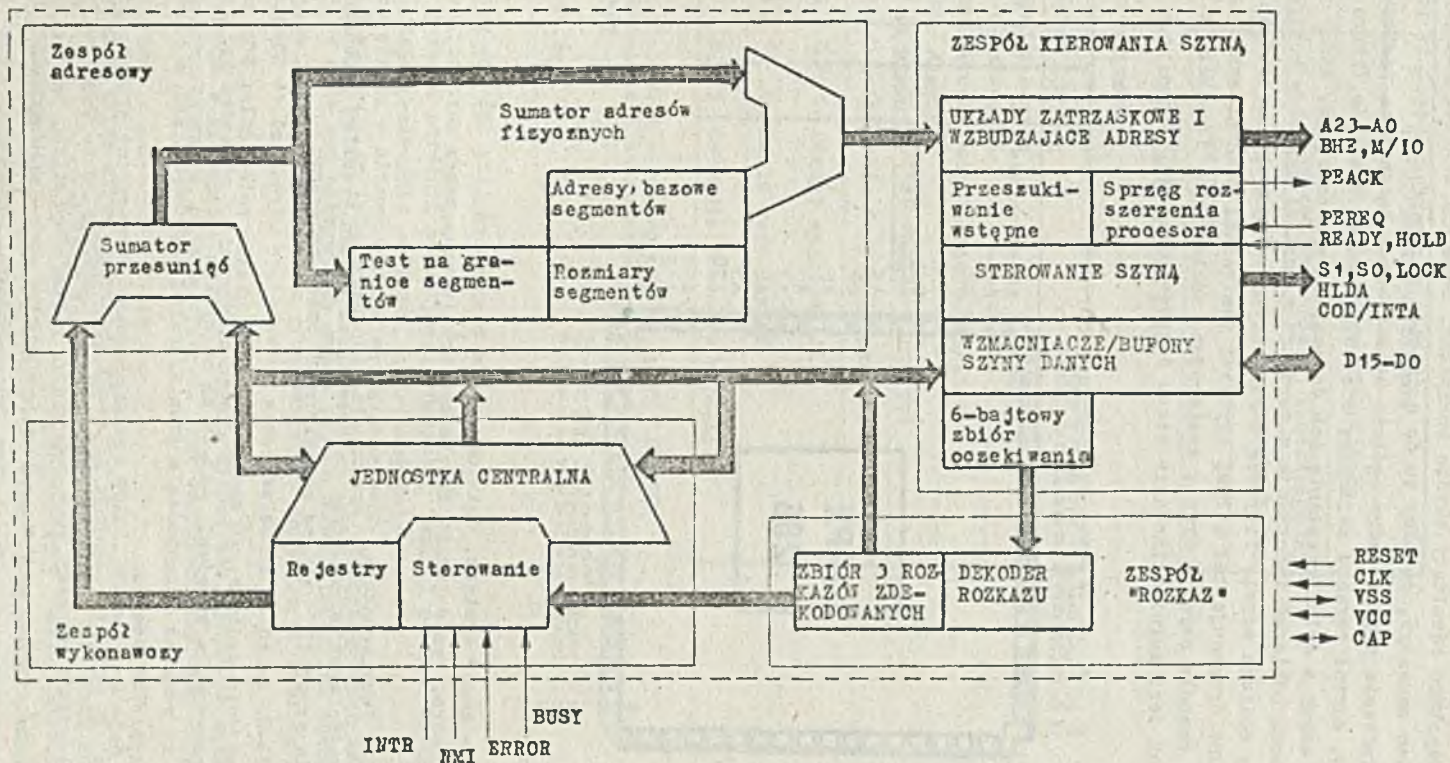 Zespół
adresowy
Sumator adresów
fizycznych
Adresy bazowe
segmentów
Sumator
przesunięć
Test na gra-
nice segmen-
tów
Rozmiary
segmentów
ZESPÓŁ KIEROWANIA SZYNĄ
UKŁADY ZATRZASKOWE I
WZBUDZAJACE ADRESY
Przeszuki-
wanie
wstępne
Sprzęg roz-
szerzenia
procesora
STEROWANIE SZYNĄ
WZMACNIACZE/BUFORY
SZYNY DANYCH
6-bajtowy
zbiór
oczekiwania
A23-A0
BHE,M/IO
PEACK
PEREQ
READY,HOLD
S1,S0,LOCK
HLDA
COD/INTA
D15-D0
JEDNOSTKA CENTRALNA
Rejestry
Sterowanie
Zespół
wykonawczy
ZBIÓR 3 ROZ-
KAZÓW ZDE-
KODOWANYCH
DEKODER
ROZKAZU
ZESPÓŁ
"ROZKAZ"
RESET
CLK
VSS
VCC
CAP
INTR
NMI
ERROR
BUSY